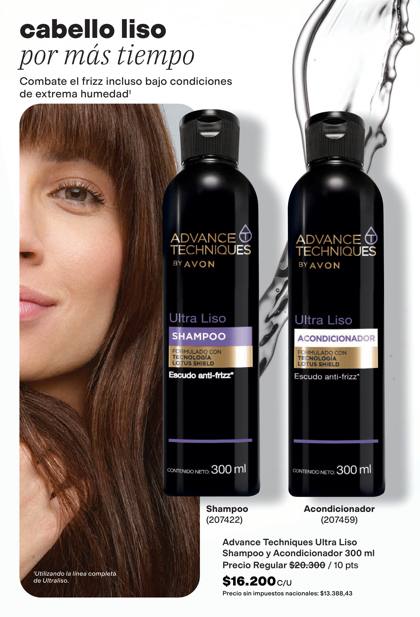 cabello liso
por más tiempo
Combate el frizz incluso bajo condiciones
de extrema humedad¹
ADVANCE
TECHNIQUES
BY AVON
Ultra Liso
SHAMPOO
FORMULADO CON
TECNOLOGÍA
LOTUS SHIELD
Escudo anti-frizz*
CONTENIDO NETO: 300 ml
ADVANCE
TECHNIQUES
BY AVON
Ultra Liso
ACONDICIONADOR
FORMULADO CON
TECNOLOGÍA
LOTUS SHIELD
Escudo anti-frizz*
CONTENIDO NETO: 300 ml
Shampoo
(207422)
Acondicionador
(207459)
¹Utilizando la línea completa
de Ultraliso.
Advance Techniques Ultra Liso
Shampoo y Acondicionador 300 ml
Precio Regular $20.300 / 10 pts
$16.200 C/U
Precio sin impuestos nacionales: $13.388,43